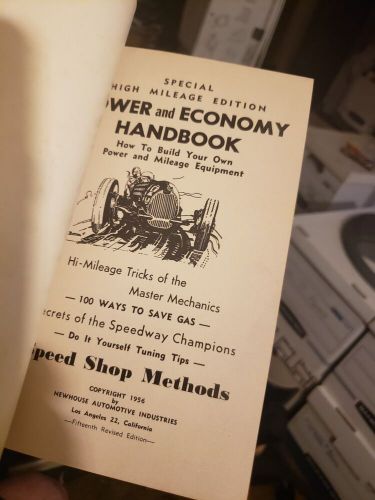 SPECIAL
HIGH MILEAGE EDITION
OWER and ECONOMY
HANDBOOK
How To Build Your Own
Power and Mileage Equipment
Hi-Mileage Tricks of the
Master Mechanics
— 100 WAYS TO SAVE GAS —
ecrets of the Speedway Champions
— Do It Yourself Tuning Tips —
peed Shop Methods
COPYRIGHT 1956
by
NEWHOUSE AUTOMOTIVE INDUSTRIES
Los Angeles 22, California
—Fifteenth Revised Edition—